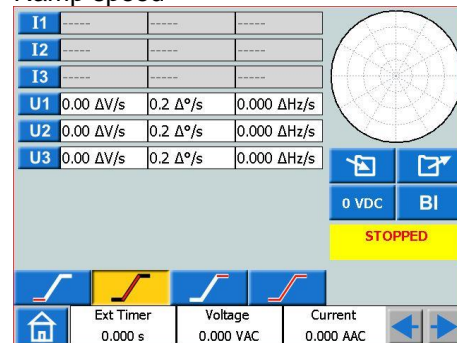 Ramp speed
I1 ----- ----- -----
I2 ----- ----- -----
I3 ----- ----- -----
U1 0.00 ΔV/s 0.2 Δ°/s 0.000 ΔHz/s
U2 0.00 ΔV/s 0.2 Δ°/s 0.000 ΔHz/s
U3 0.00 ΔV/s 0.2 Δ°/s 0.000 ΔHz/s
0 VDC BI
STOPPED
Ext Timer Voltage Current
0.000 s 0.000 VAC 0.000 AAC